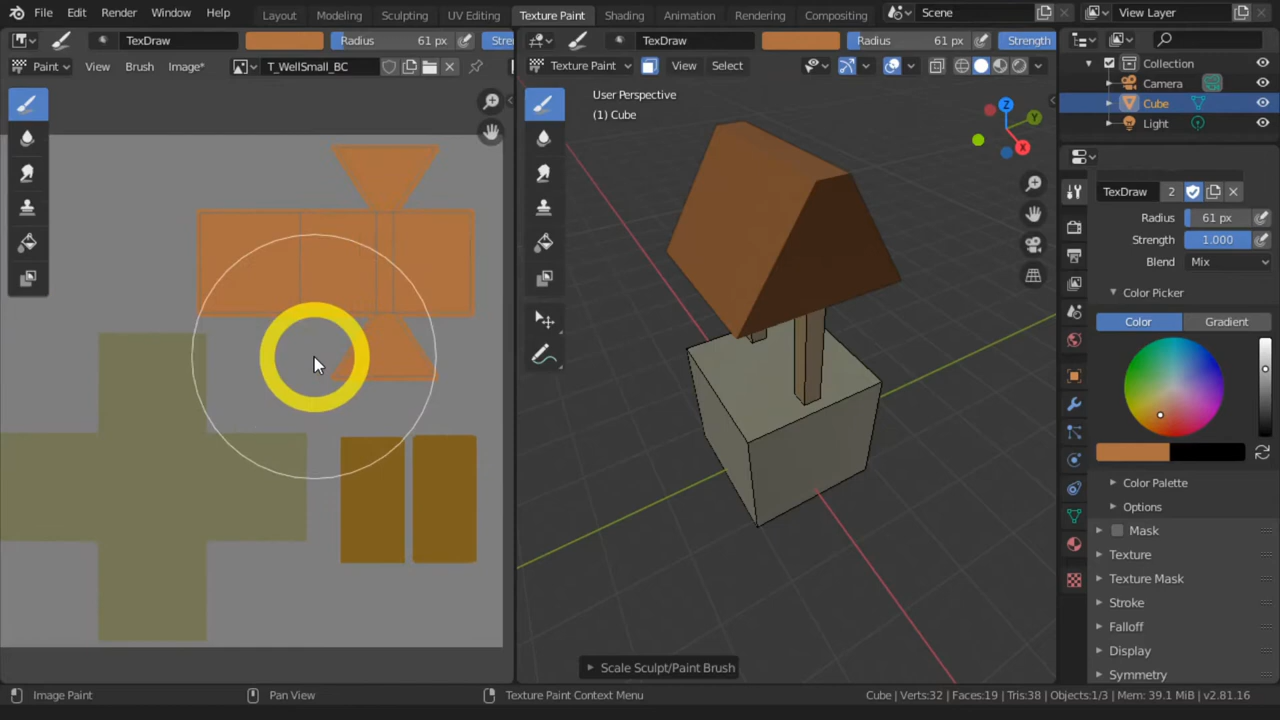 File Edit Render Window Help Layout Modeling Sculpting UV Editing Texture Paint Shading Animation Rendering Compositing Scene View Layer
TexDraw Radius 61 px TexDraw Radius 61 px Strength
Paint View Brush Image* T_WellSmall_BC Texture Paint View Select
User Perspective
(1) Cube
Z
Y
X
Collection
Camera
Cube
Light
TexDraw 2
Radius 61 px
Strength 1.000
Blend Mix
Color Picker
Color Gradient
Color Palette
Options
Mask
Texture
Texture Mask
Stroke
Falloff
Display
Symmetry
Scale Sculpt/Paint Brush
Image Paint Pan View Texture Paint Context Menu Cube | Verts:32 | Faces:19 | Tris:38 | Objects:1/3 | Mem: 39.1 MiB | v2.81.16